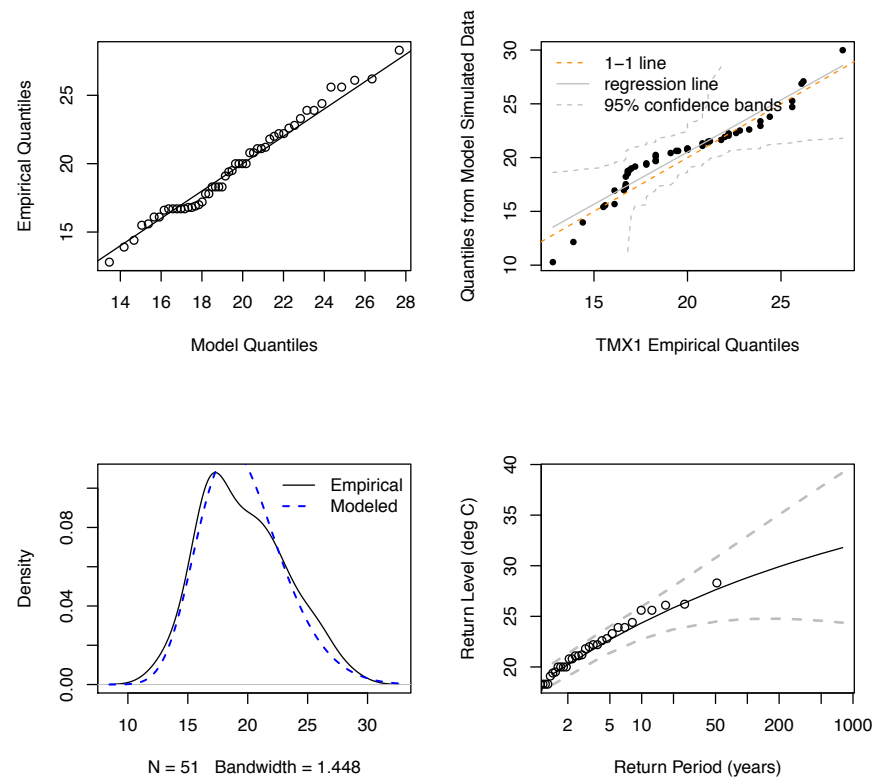 Empirical Quantiles
25
20
15
14 16 18 20 22 24 26 28
Model Quantiles
Quantiles from Model Simulated Data
30
25
20
15
10
1−1 line
regression line
95% confidence bands
15 20 25
TMX1 Empirical Quantiles
Density
0.08
0.04
0.00
Empirical
Modeled
10 15 20 25 30
N = 51 Bandwidth = 1.448
Return Level (deg C)
40
35
30
25
20
2 5 10 20 50 200 1000
Return Period (years)